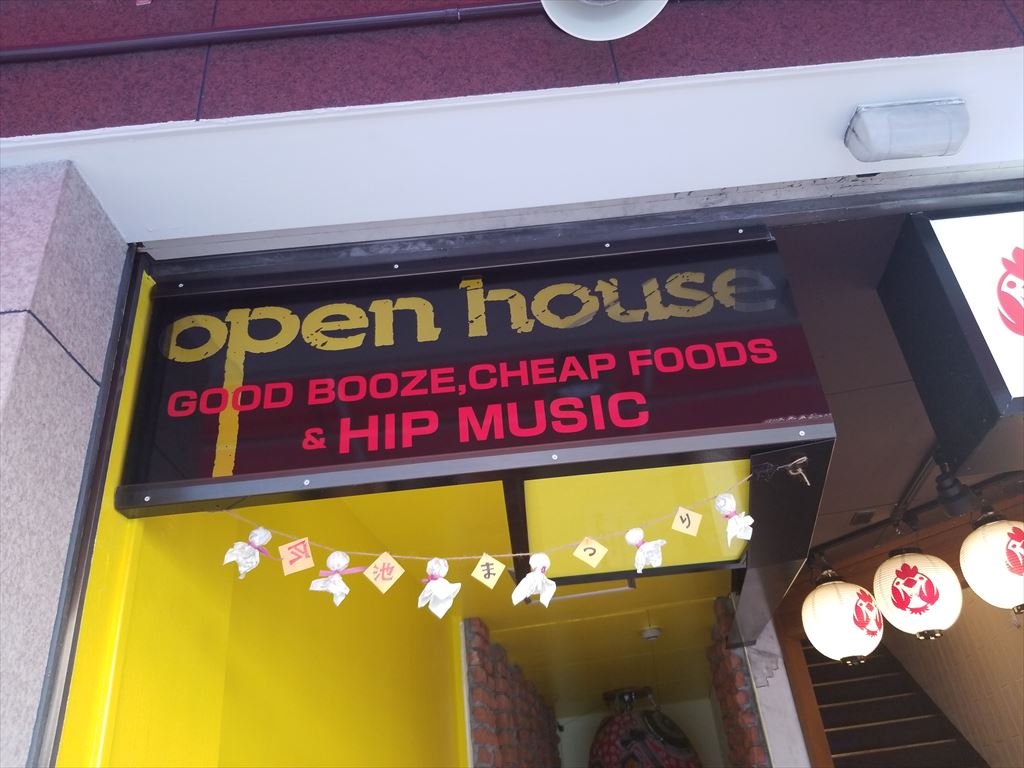 open house
GOOD BOOZE,CHEAP FOODS
& HIP MUSIC
池まつり